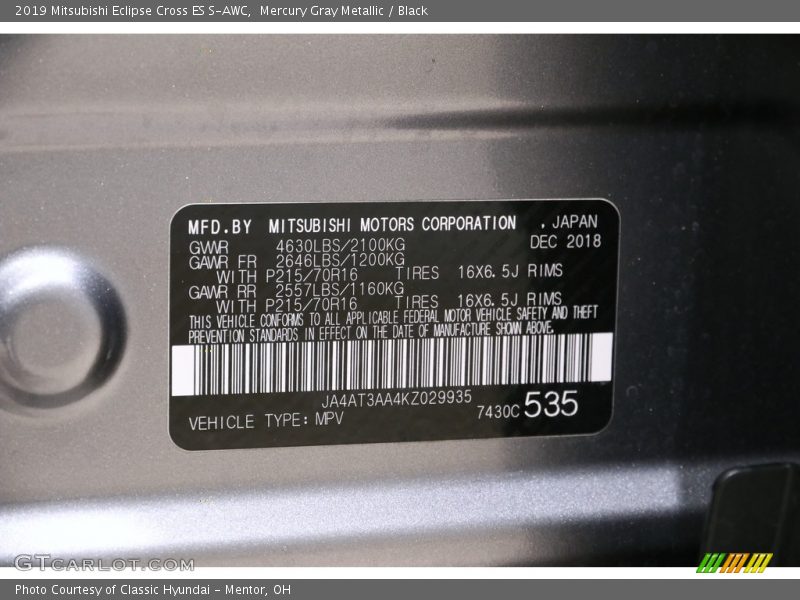 2019 Mitsubishi Eclipse Cross ES S-AWC, Mercury Gray Metallic / Black
MFD.BY MITSUBISHI MOTORS CORPORATION , JAPAN
GWWR 4630LBS/2100KG DEC 2018
GAWR FR 2646LBS/1200KG
WITH P215/70R16 TIRES 16X6.5J RIMS
GAWR RR 2557LBS/1160KG
WITH P215/70R16 TIRES 16X6.5J RIMS
THIS VEHICLE CONFORMS TO ALL APPLICABLE FEDERAL MOTOR VEHICLE SAFETY AND THEFT
PREVENTION STANDARDS IN EFFECT ON THE DATE OF MANUFACTURE SHOWN ABOVE.
JA4AT3AA4KZ029935
VEHICLE TYPE: MPV 7430C 535
GTCARLOT.COM
Photo Courtesy of Classic Hyundai - Mentor, OH